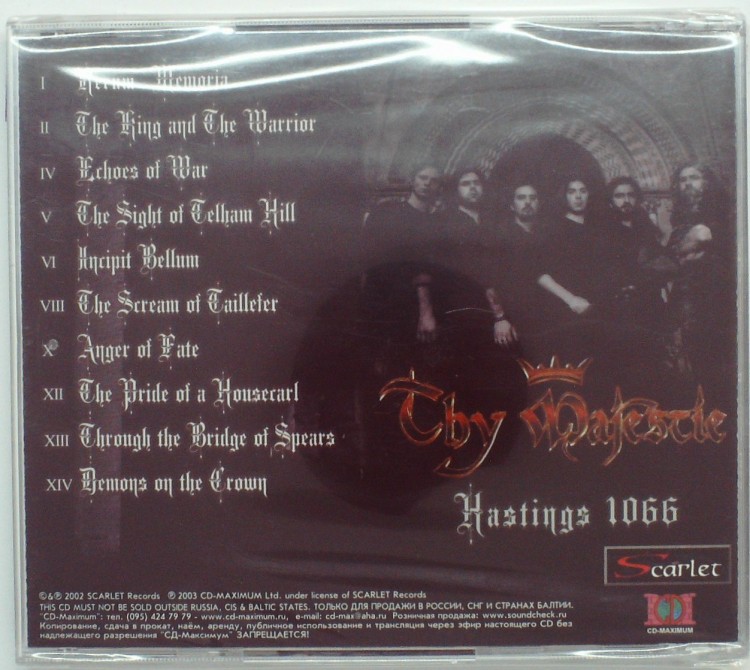 I Rerum Memoria
II The King and The Warrior
IV Echoes of War
V The Sight of Telham Hill
VI Incipit Bellum
VIII The Scream of Taillefer
X Anger of Fate
XII The Pride of a Housecarl
XIII Through the Bridge of Spears
XIV Demons on the Crown
Thy Majestie
Hastings 1066
Scarlet
©&℗ 2002 SCARLET Records ℗ 2003 CD-MAXIMUM Ltd. under license of SCARLET Records
THIS CD MUST NOT BE SOLD OUTSIDE RUSSIA, CIS & BALTIC STATES. ТОЛЬКО ДЛЯ ПРОДАЖИ В РОССИИ, СНГ И СТРАНАХ БАЛТИИ.
"CD-Maximum": тел. (095) 424 79 79 - www.cd-maximum.ru, e-mail: cd-max@aha.ru Розничная продажа: www.soundcheck.ru
Копирование, сдача в прокат, наём, аренду, публичное использование и трансляция через эфир настоящего CD без
надлежащего разрешения "СД-Максимум" ЗАПРЕЩАЕТСЯ!
CD-MAXIMUM